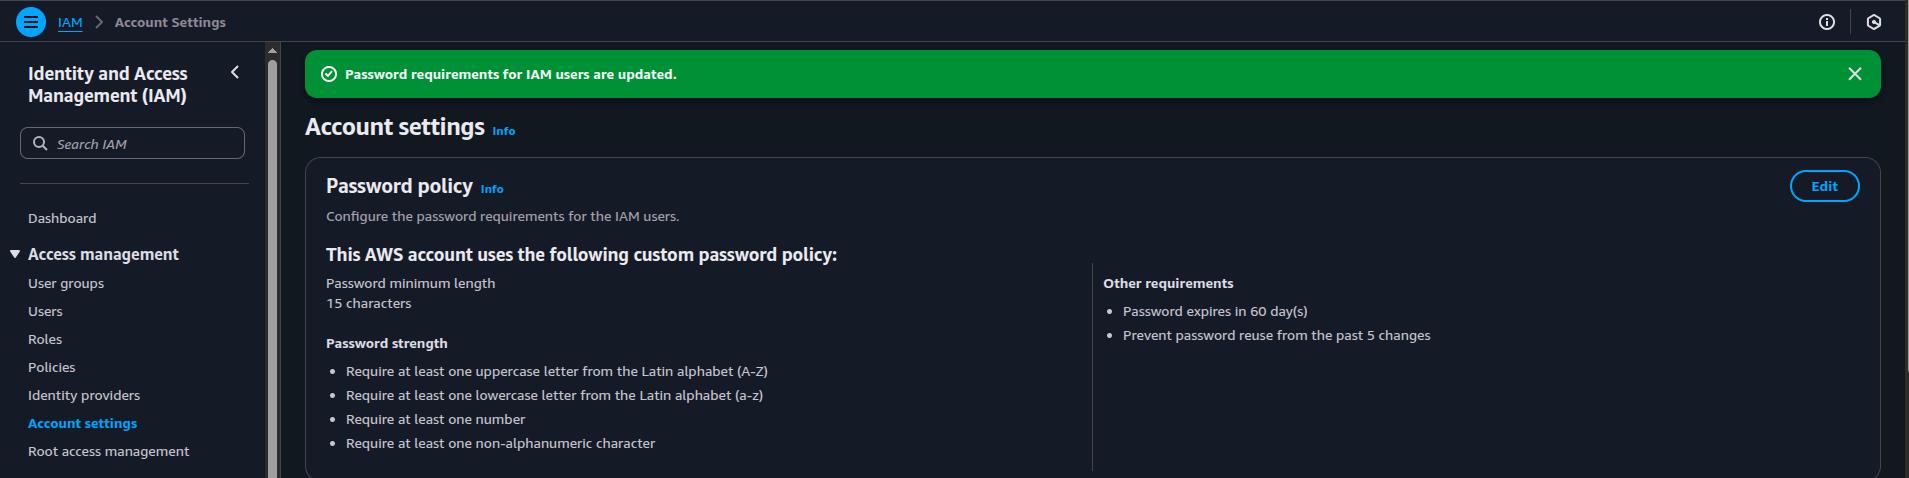 IAM > Account Settings
Identity and Access
Management (IAM)
Search IAM
Dashboard
Access management
User groups
Users
Roles
Policies
Identity providers
Account settings
Root access management
Password requirements for IAM users are updated.
Account settings Info
Password policy Info
Edit
Configure the password requirements for the IAM users.
This AWS account uses the following custom password policy:
Password minimum length
15 characters
Password strength
• Require at least one uppercase letter from the Latin alphabet (A-Z)
• Require at least one lowercase letter from the Latin alphabet (a-z)
• Require at least one number
• Require at least one non-alphanumeric character
Other requirements
• Password expires in 60 day(s)
• Prevent password reuse from the past 5 changes